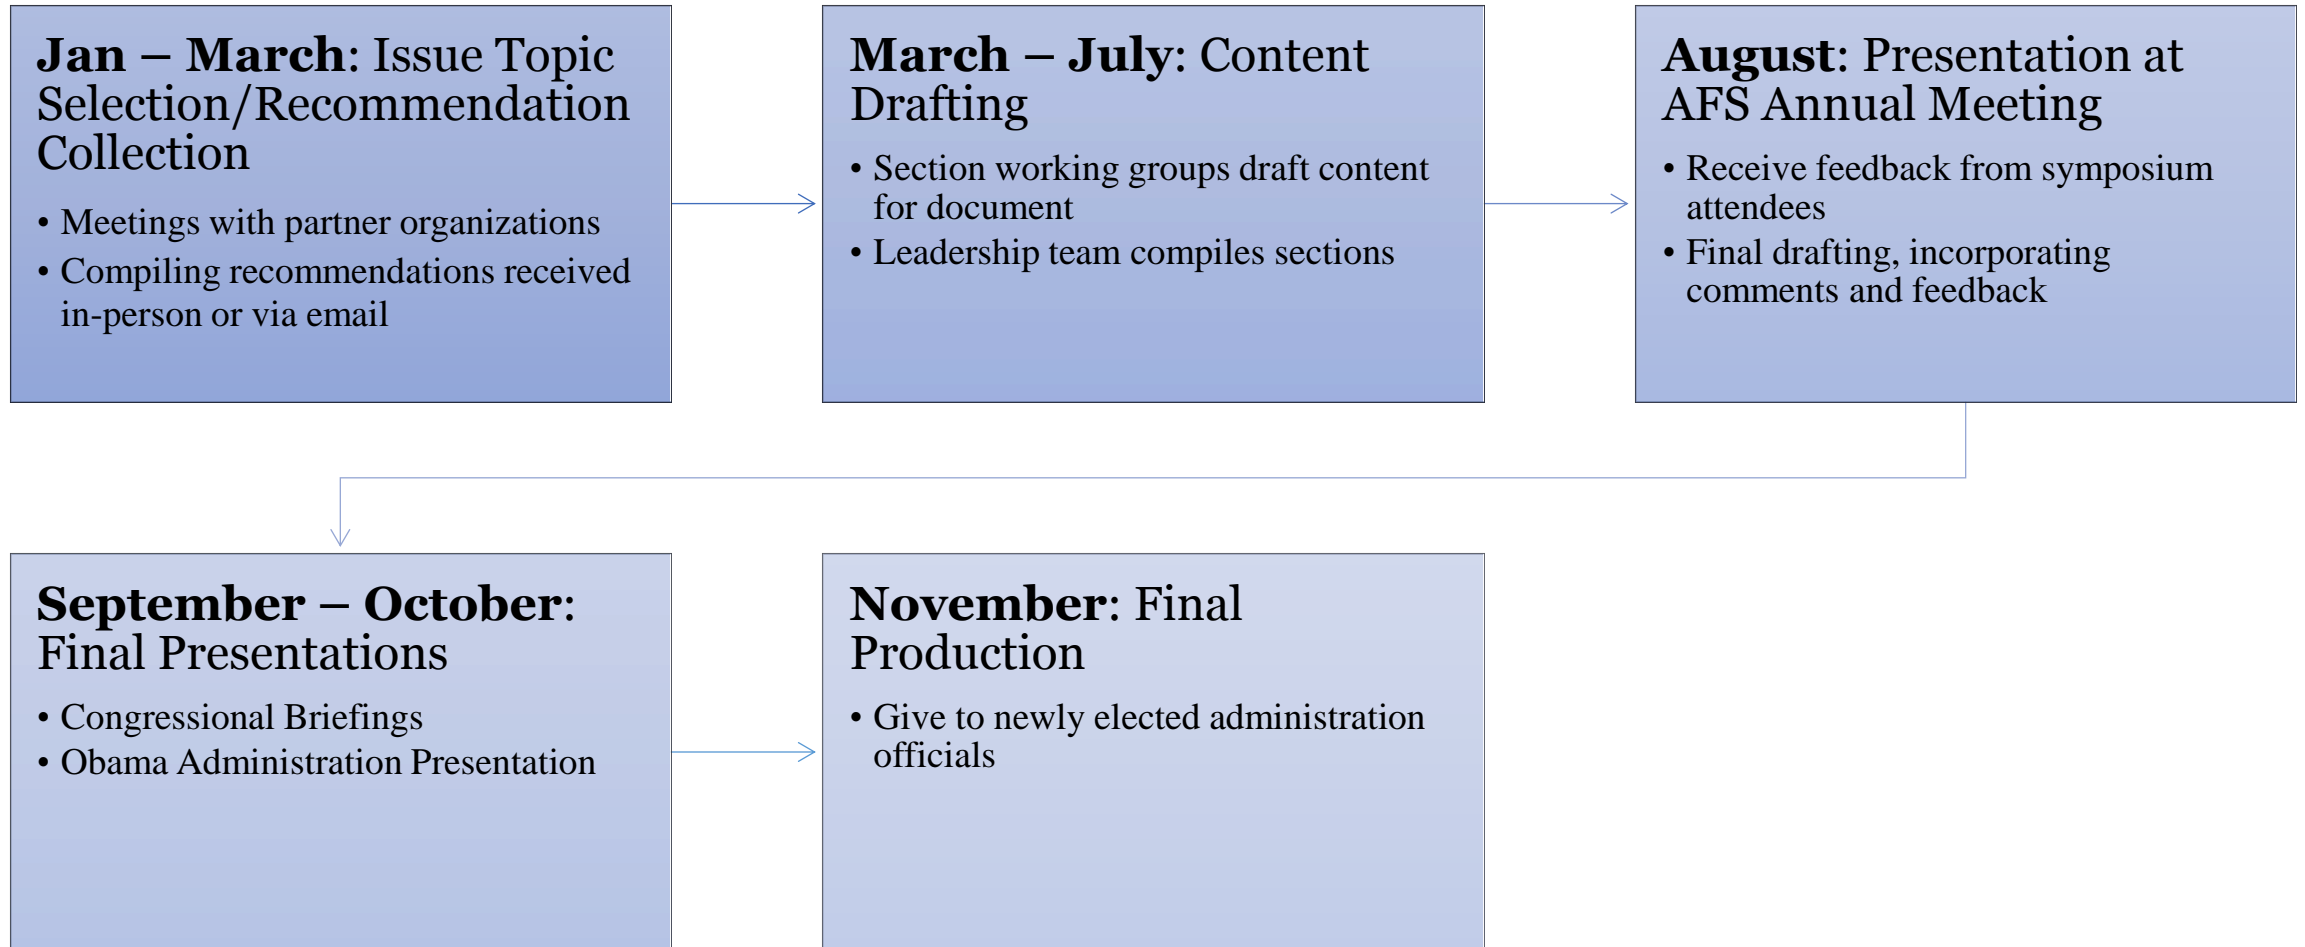 Jan – March: Issue Topic
Selection/Recommendation
Collection
• Meetings with partner organizations
• Compiling recommendations received
in-person or via email
March – July: Content
Drafting
• Section working groups draft content
for document
• Leadership team compiles sections
August: Presentation at
AFS Annual Meeting
• Receive feedback from symposium
attendees
• Final drafting, incorporating
comments and feedback
September – October:
Final Presentations
• Congressional Briefings
• Obama Administration Presentation
November: Final
Production
• Give to newly elected administration
officials